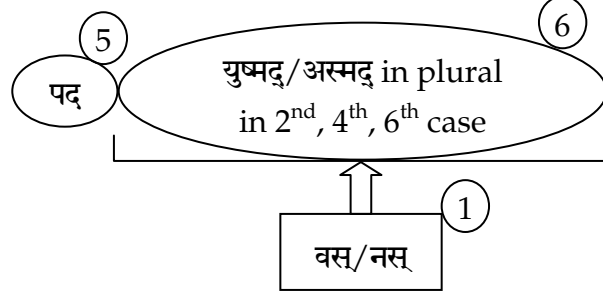 5
6
पद
युष्मद्/अस्मद् in plural
in 2nd, 4th, 6th case
1
वस्/नस्